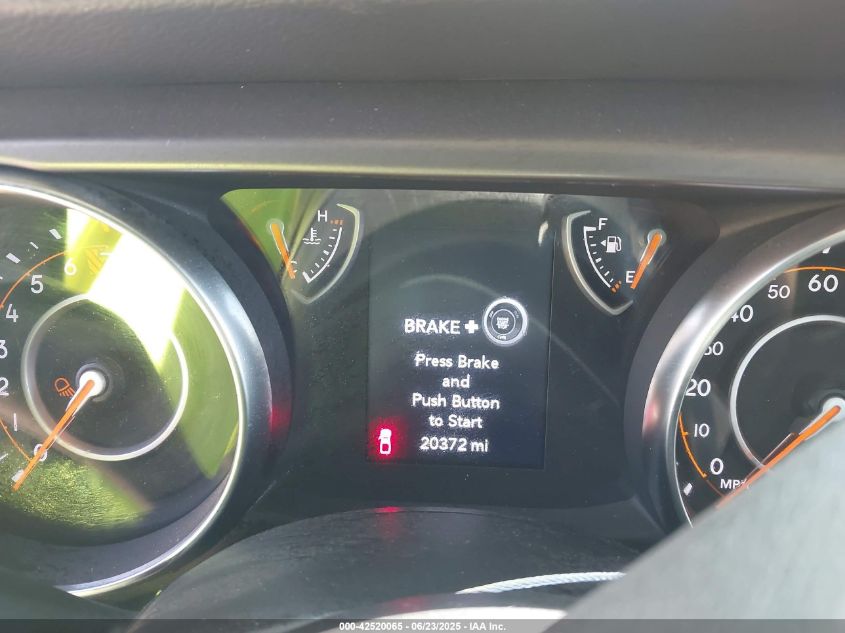 H
C
F
E
6
5
4
3
2
1
0
BRAKE +
Press Brake
and
Push Button
to Start
20372 mi
60
50
40
30
20
10
0
MPH
000-42520065 - 06/23/2025 - IAA Inc.